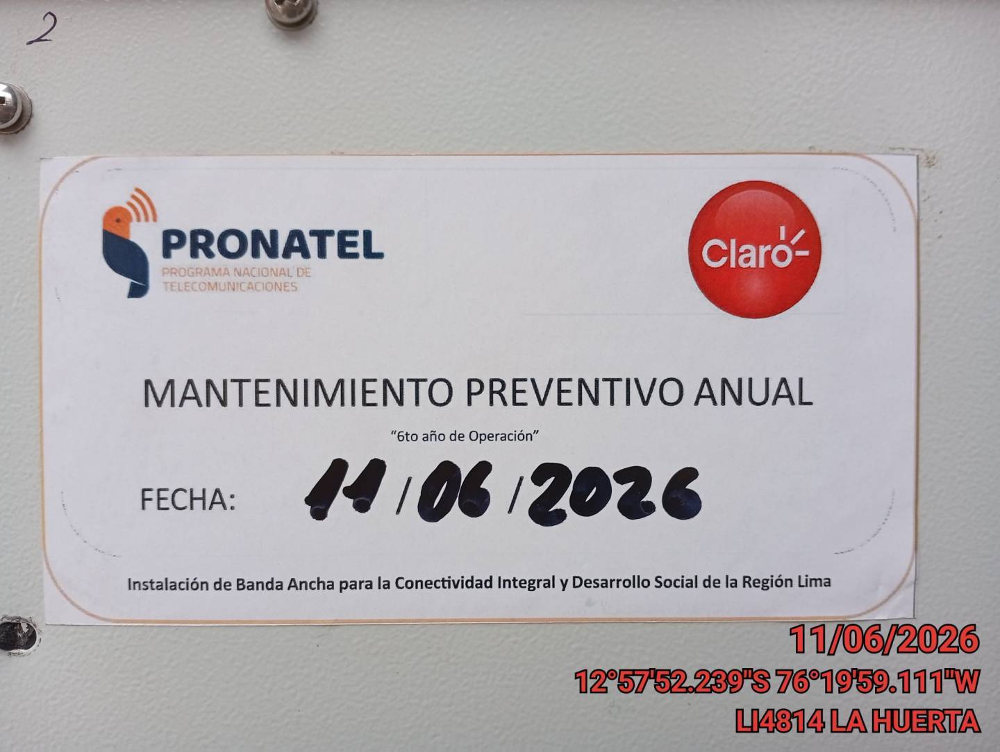 2
PRONATEL
PROGRAMA NACIONAL DE
TELECOMUNICACIONES
Claro
MANTENIMIENTO PREVENTIVO ANUAL
“6to año de Operación”
FECHA: 11/06/2026
Instalación de Banda Ancha para la Conectividad Integral y Desarrollo Social de la Región Lima
11/06/2026
12°57'52.239"S 76°19'59.111"W
LI4814 LA HUERTA